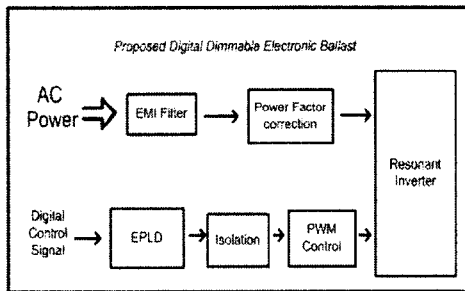 Proposed Digital Dimmable Electronic Ballast
AC
Power
EMI Filter
Power Factor
correction
Resonant
Inverter
Digital
Control
Signal
EPLD
Isolation
PWM
Control